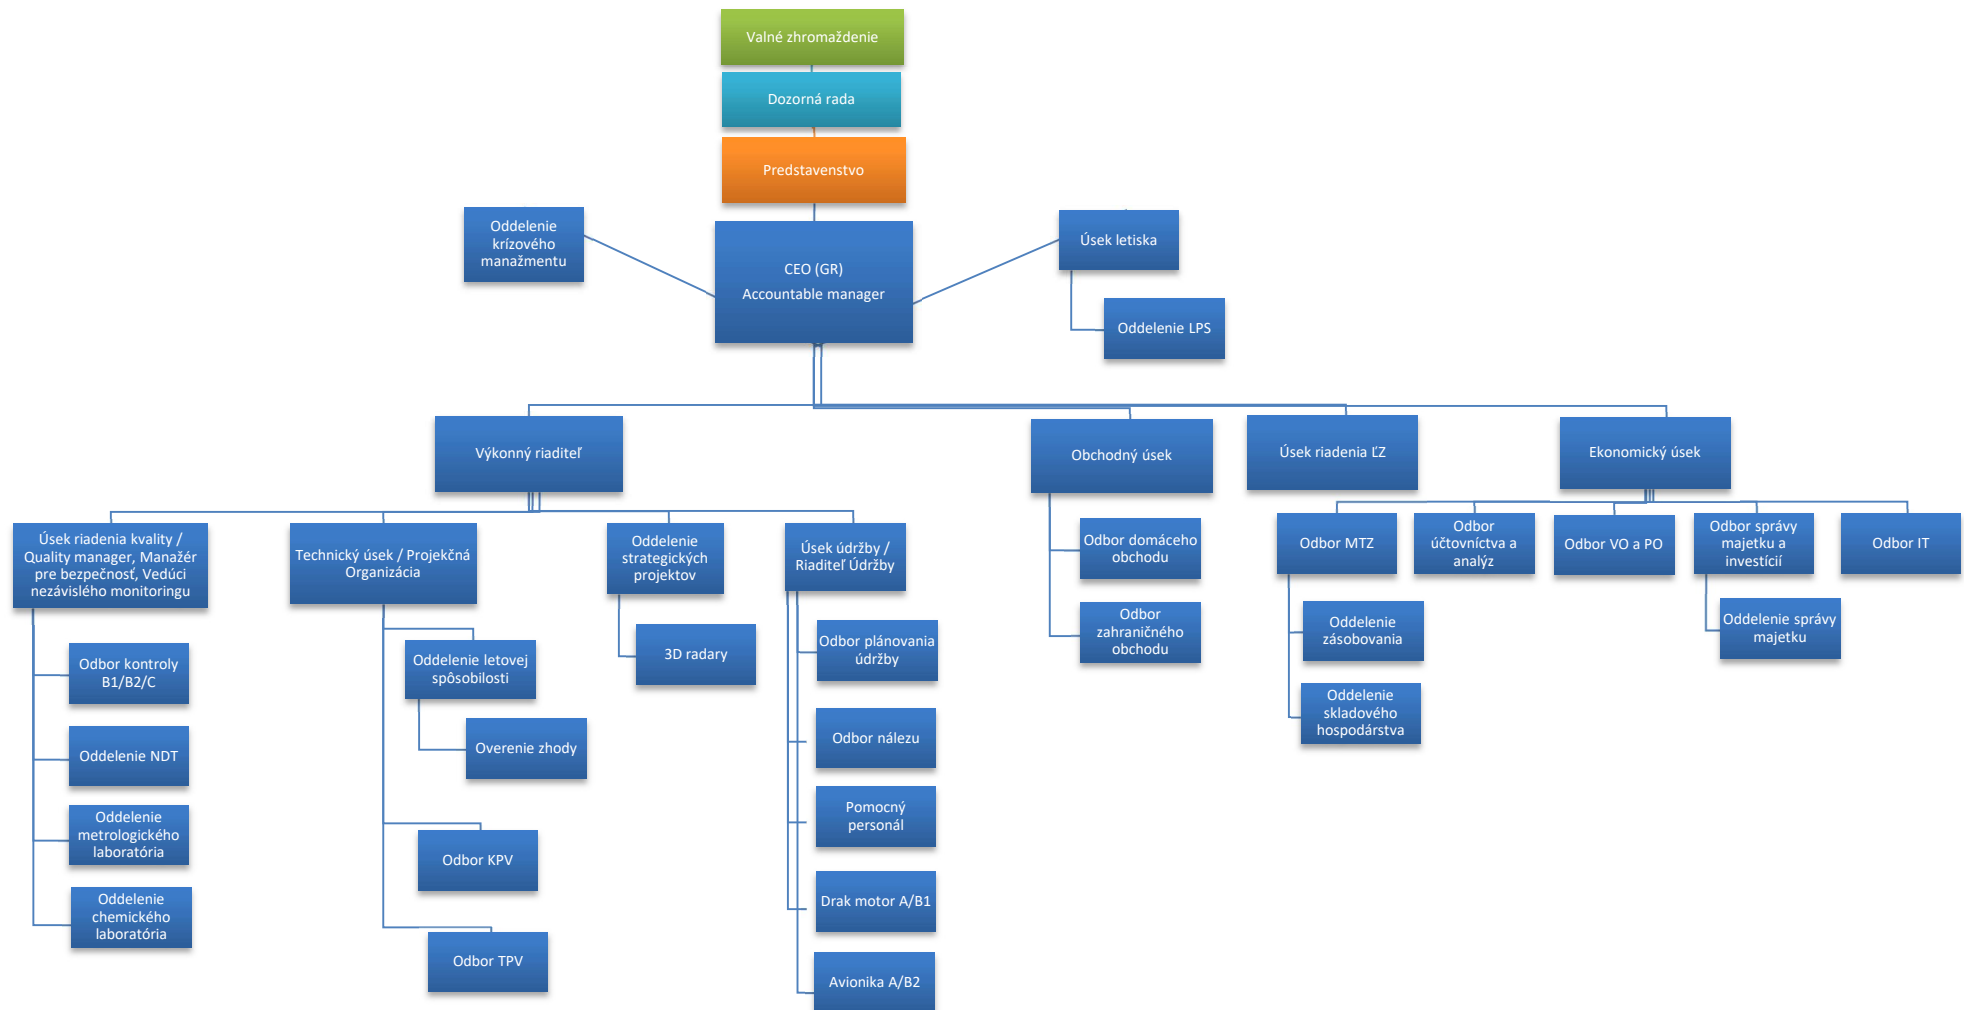 Valné zhromaždenie
Dozorná rada
Predstavenstvo
Oddelenie
krízového
manažmentu
CEO (GR)
Accountable manager
Úsek letiska
Oddelenie LPS
Výkonný riaditeľ
Obchodný úsek
Úsek riadenia ĽZ
Ekonomický úsek
Úsek riadenia kvality /
Quality manager, Manažér
pre bezpečnosť, Vedúci
nezávislého monitoringu
Odbor kontroly
B1/B2/C
Oddelenie NDT
Oddelenie
metrologického
laboratória
Oddelenie
chemického
laboratória
Technický úsek / Projekčná
Organizácia
Oddelenie letovej
spôsobilosti
Overenie zhody
Odbor KPV
Odbor TPV
Oddelenie
strategických
projektov
3D radary
Úsek údržby /
Riaditeľ Údržby
Odbor plánovania
údržby
Odbor nálezu
Pomocný
personál
Drak motor A/B1
Avionika A/B2
Odbor domáceho
obchodu
Odbor
zahraničného
obchodu
Odbor MTZ
Oddelenie
zásobovania
Oddelenie
skladového
hospodárstva
Odbor
účtovníctva a
analýz
Odbor VO a PO
Odbor správy
majetku a
investícií
Oddelenie správy
majetku
Odbor IT